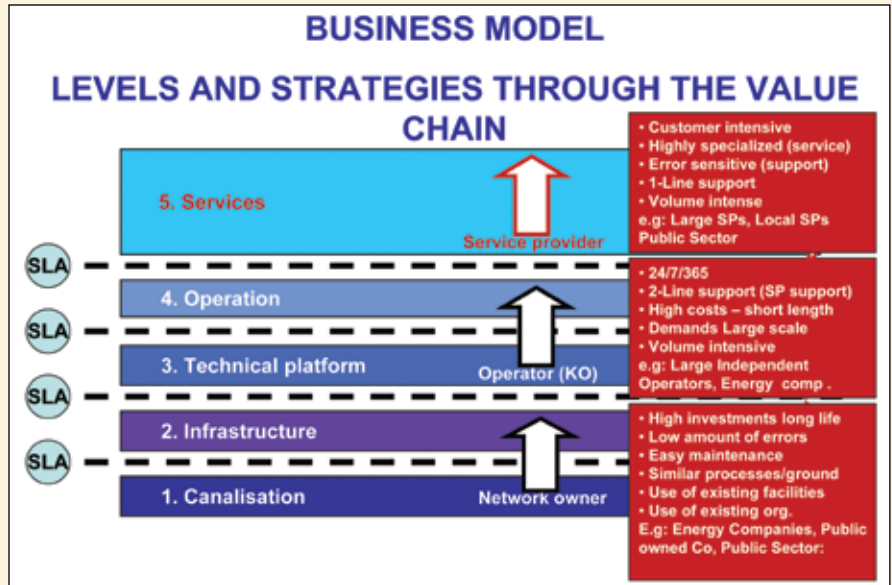 BUSINESS MODEL
LEVELS AND STRATEGIES THROUGH THE VALUE
CHAIN
5. Services
Service provider
• Customer intensive
• Highly specialized (service)
• Error sensitive (support)
• 1-Line support
• Volume intense
e.g: Large SPs, Local SPs
Public Sector
SLA
4. Operation
SLA
3. Technical platform
Operator (KO)
• 24/7/365
• 2-Line support (SP support)
• High costs – short length
• Demands Large scale
• Volume intensive
e.g: Large Independent
Operators, Energy comp .
SLA
2. Infrastructure
SLA
1. Canalisation
Network owner
• High investments long life
• Low amount of errors
• Easy maintenance
• Similar processes/ground
• Use of existing facilities
• Use of existing org.
E.g: Energy Companies, Public
owned Co, Public Sector: